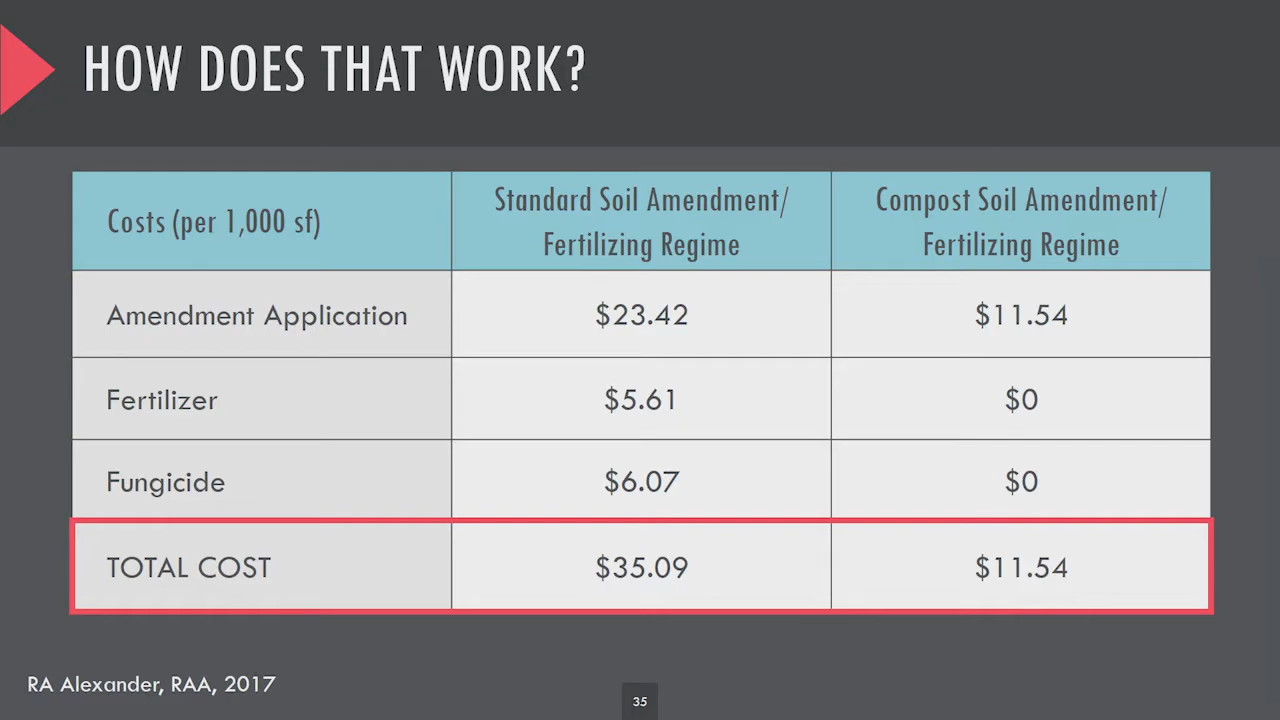 HOW DOES THAT WORK?
Costs (per 1,000 sf)
Standard Soil Amendment/
Fertilizing Regime
Compost Soil Amendment/
Fertilizing Regime
Amendment Application
$23.42
$11.54
Fertilizer
$5.61
$0
Fungicide
$6.07
$0
TOTAL COST
$35.09
$11.54
RA Alexander, RAA, 2017
35